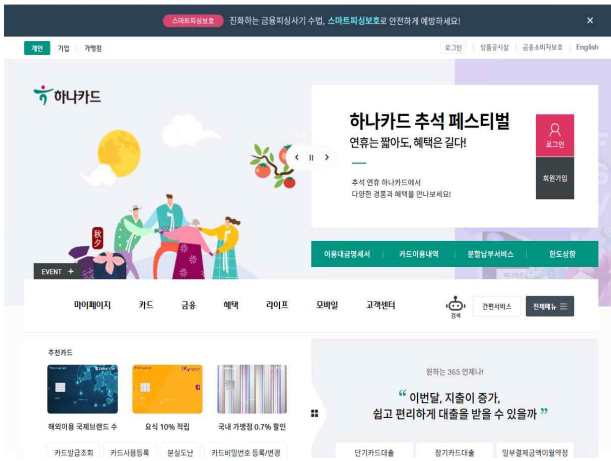 스마트피싱보호 진화하는 금융피싱사기 수법, 스마트피싱보호로 안전하게 예방하세요!
개인 기업 가맹점
로그인 상품공시실 금융소비자보호 English
하나카드
하나카드 추석 페스티벌
연휴는 짧아도, 혜택은 길다!
로그인
추석 연휴 하나카드에서
다양한 경품과 혜택을 만나보세요!
회원가입
秋夕
EVENT +
이용대금명세서 카드이용내역 분할납부서비스 한도상향
마이페이지 카드 금융 혜택 라이프 모바일 고객센터
검색
간편서비스 전체메뉴
추천카드
해외이용 국제브랜드 수
요식 10% 적립
국내 가맹점 0.7% 할인
카드발급조회 카드사용등록 분실도난 카드비밀번호 등록/변경
원하는 365 언제나!
“ 이번달, 지출이 증가,
쉽고 편리하게 대출을 받을 수 있을까 ”
단기카드대출 장기카드대출 일부결제금액이월약정